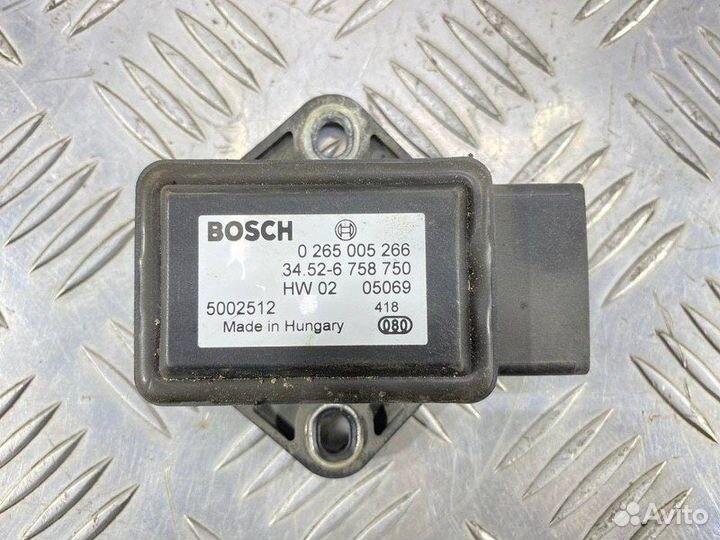 BOSCH
0 265 005 266
34.52-6 758 750
HW 02 05069
5002512 418
Made in Hungary 080
Avito